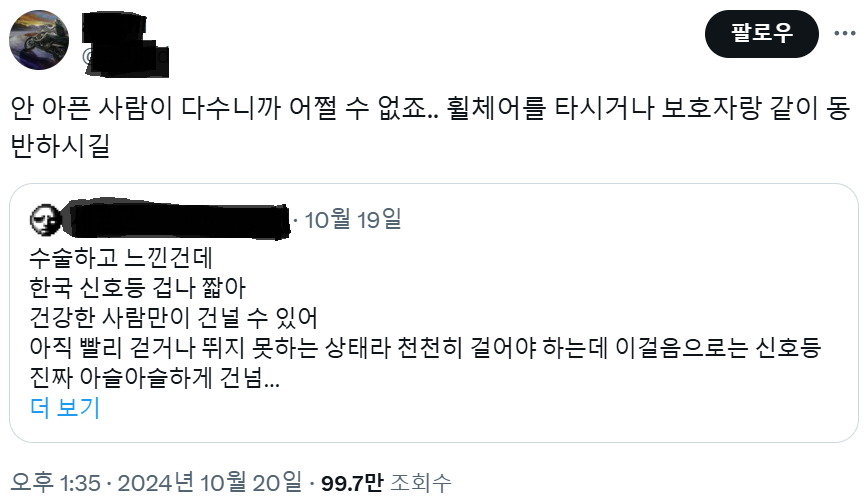 팔로우
안 아픈 사람이 다수니까 어쩔 수 없죠.. 휠체어를 타시거나 보호자랑 같이 동
반하시길
· 10월 19일
수술하고 느낀건데
한국 신호등 겁나 짧아
건강한 사람만이 건널 수 있어
아직 빨리 걷거나 뛰지 못하는 상태라 천천히 걸어야 하는데 이걸음으로는 신호등
진짜 아슬아슬하게 건넘...
더 보기
오후 1:35 · 2024년 10월 20일 · 99.7만 조회수